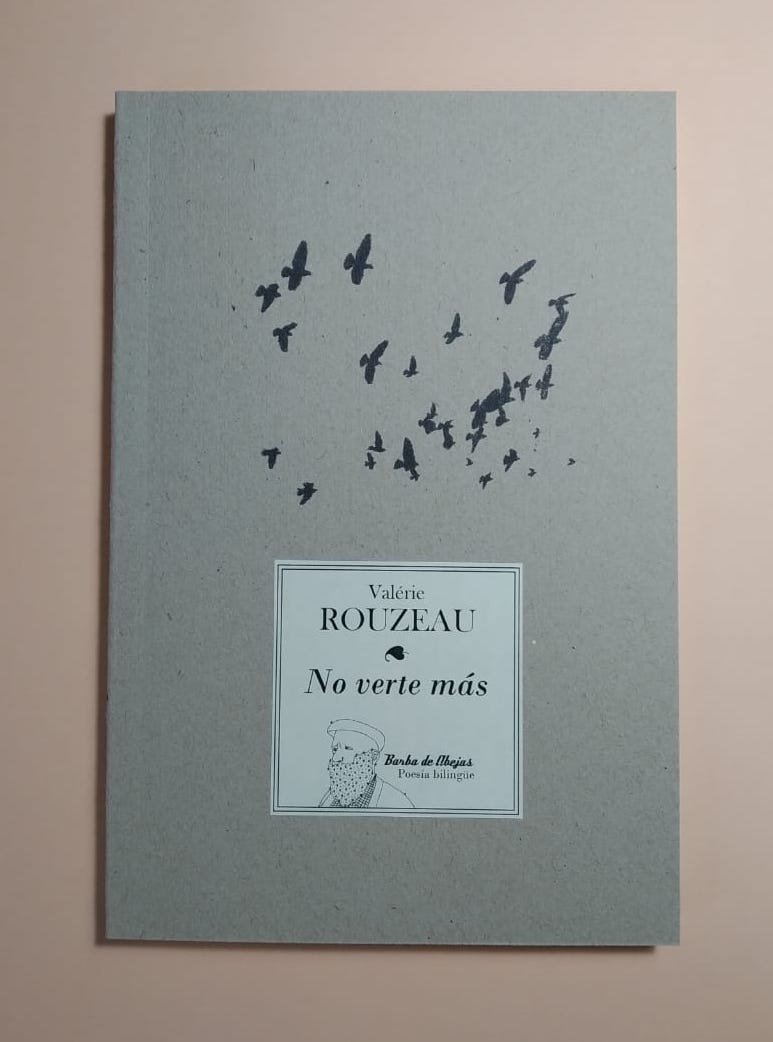 Valérie
ROUZEAU
No verte más
Barba de Abejas
Poesía bilingüe